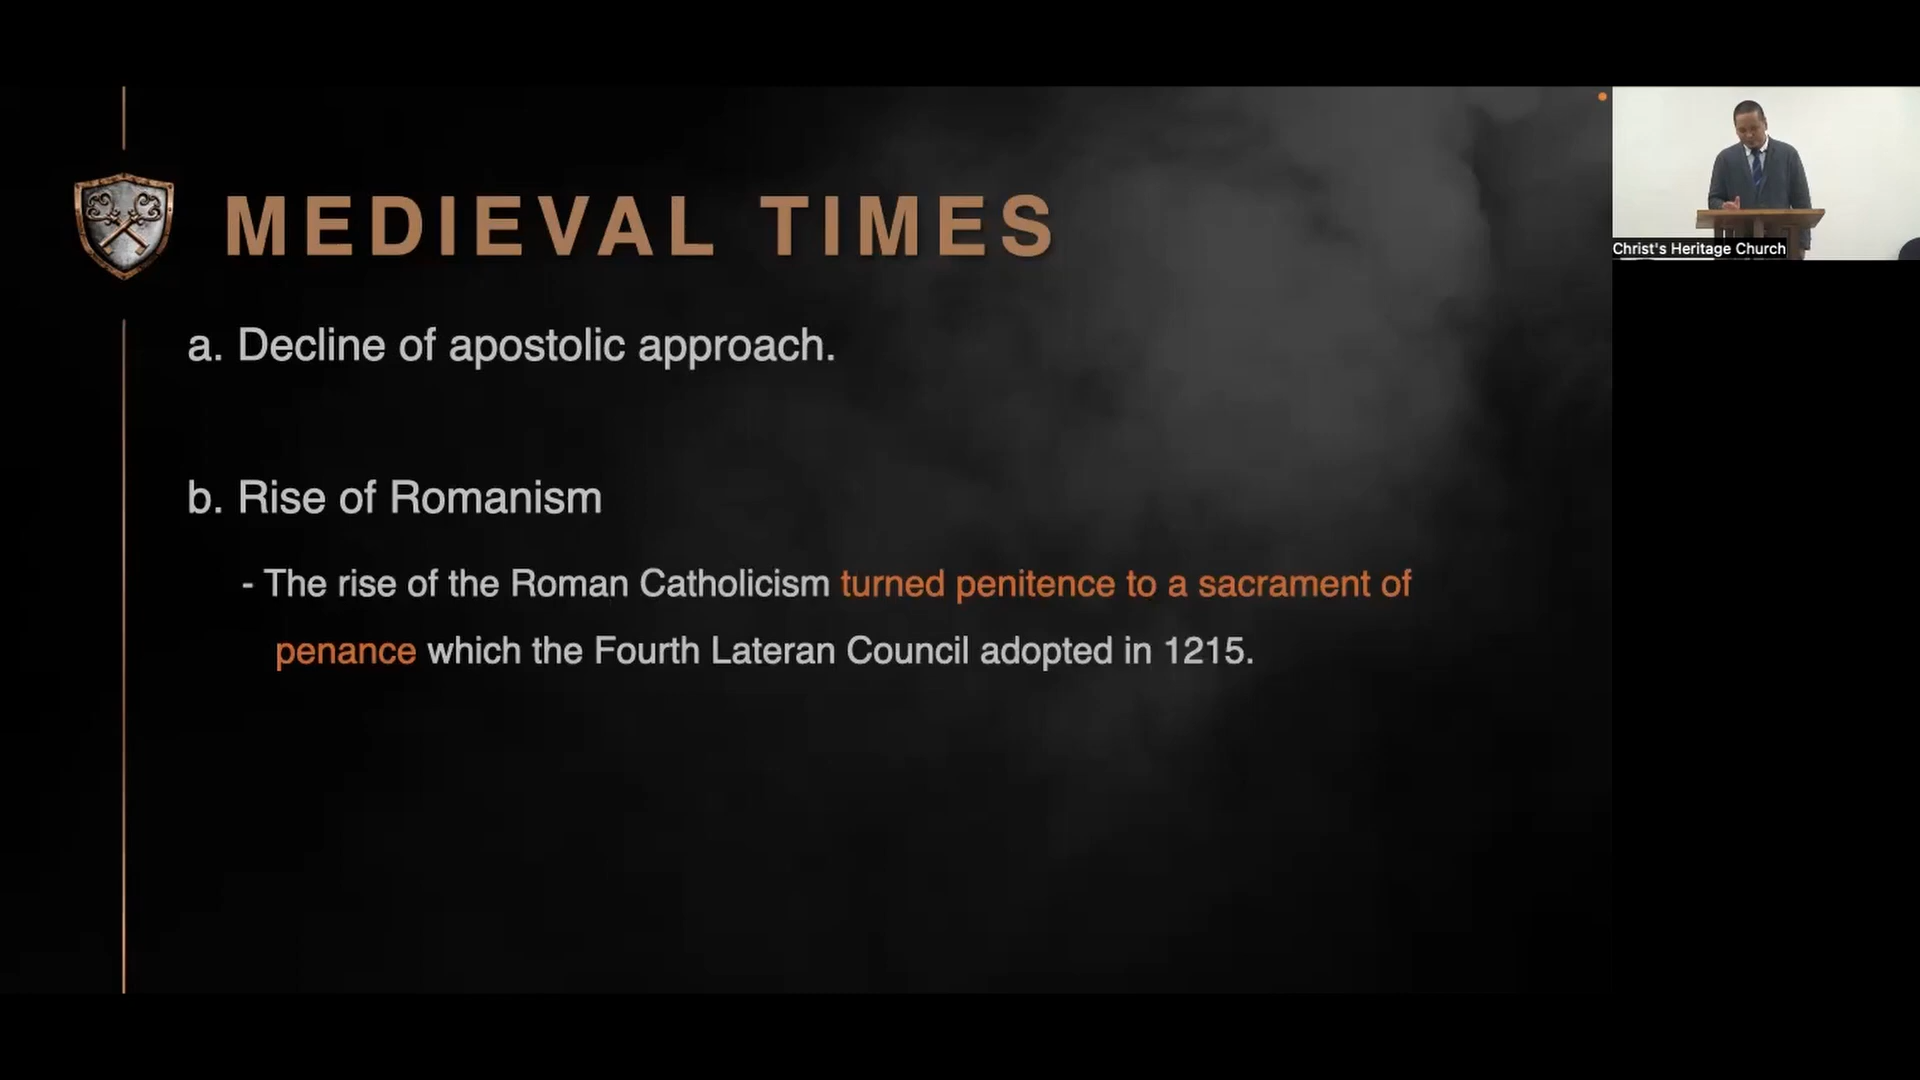 MEDIEVAL TIMES
a. Decline of apostolic approach.
b. Rise of Romanism
- The rise of the Roman Catholicism turned penitence to a sacrament of
penance which the Fourth Lateran Council adopted in 1215.
Christ's Heritage Church